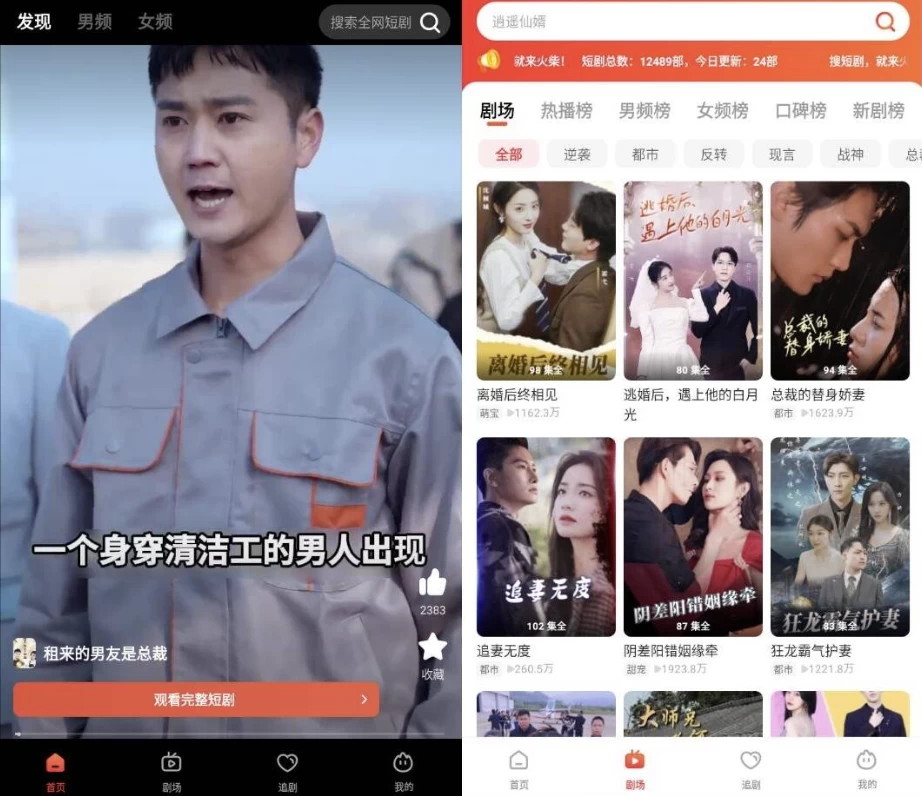 发现 男频 女频 搜索全网短剧
一个身穿清洁工的男人出现
2383
租来的男友是总裁
收藏
观看完整短剧
首页 剧场 追剧 我的
逍遥仙婿
就来火柴！ 短剧总数：12489部，今日更新：24部 搜短剧，就来火
剧场 热播榜 男频榜 女频榜 口碑榜 新剧榜
全部 逆袭 都市 反转 现言 战神
离婚后终相见
98 集全
逃婚后，
遇上他的白月光
80 集全
总裁的
替身娇妻
94 集全
离婚后终相见
萌宝 1162.3万
逃婚后，遇上他的白月
光
总裁的替身娇妻
都市 1623.9万
追妻无度
102 集全
阴差阳错姻缘牵
87 集全
狂龙霸气护妻
83 集全
追妻无度
都市 260.5万
阴差阳错姻缘牵
甜宠 1923.8万
狂龙霸气护妻
都市 1221.8万
大师兄
首页 剧场 追剧 我的